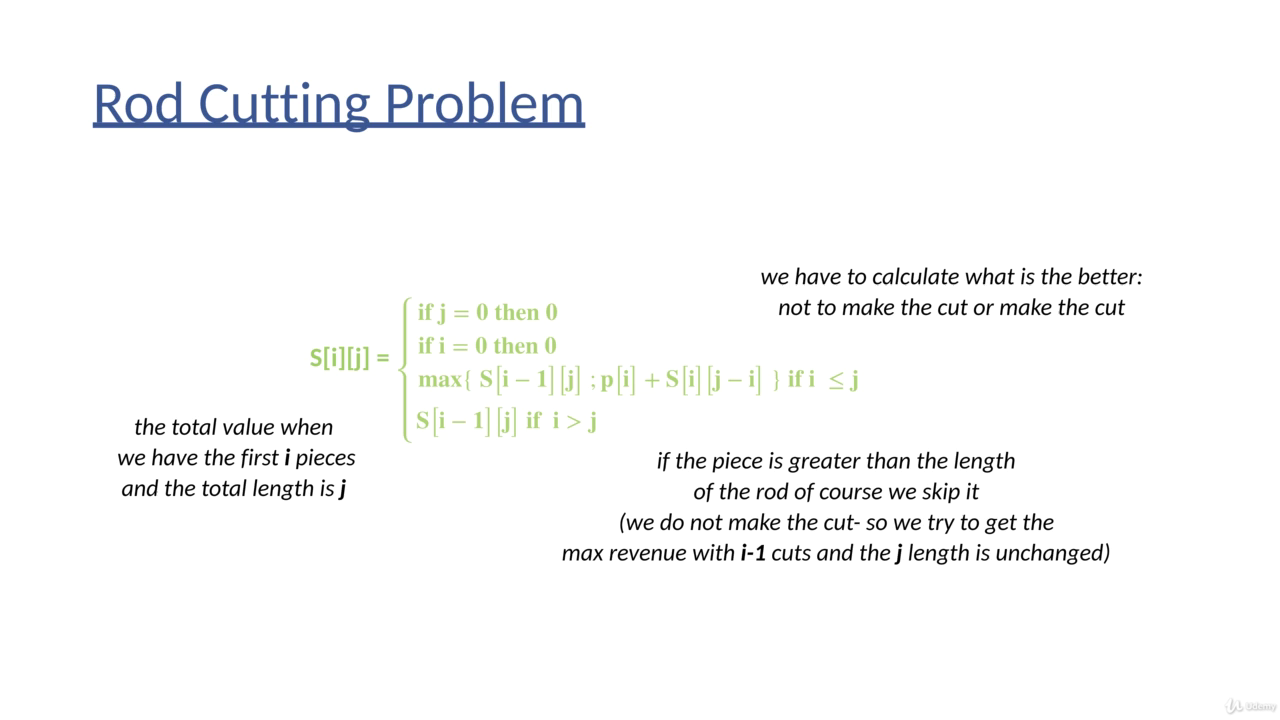 Rod Cutting Problem
we have to calculate what is the better:
not to make the cut or make the cut
S[i][j] =
if j = 0 then 0
if i = 0 then 0
max{ S[i − 1][j] ; p[i] + S[i][j − i] } if i ≤ j
S[i − 1][j] if i > j
the total value when
we have the first i pieces
and the total length is j
if the piece is greater than the length
of the rod of course we skip it
(we do not make the cut- so we try to get the
max revenue with i-1 cuts and the j length is unchanged)
Udemy